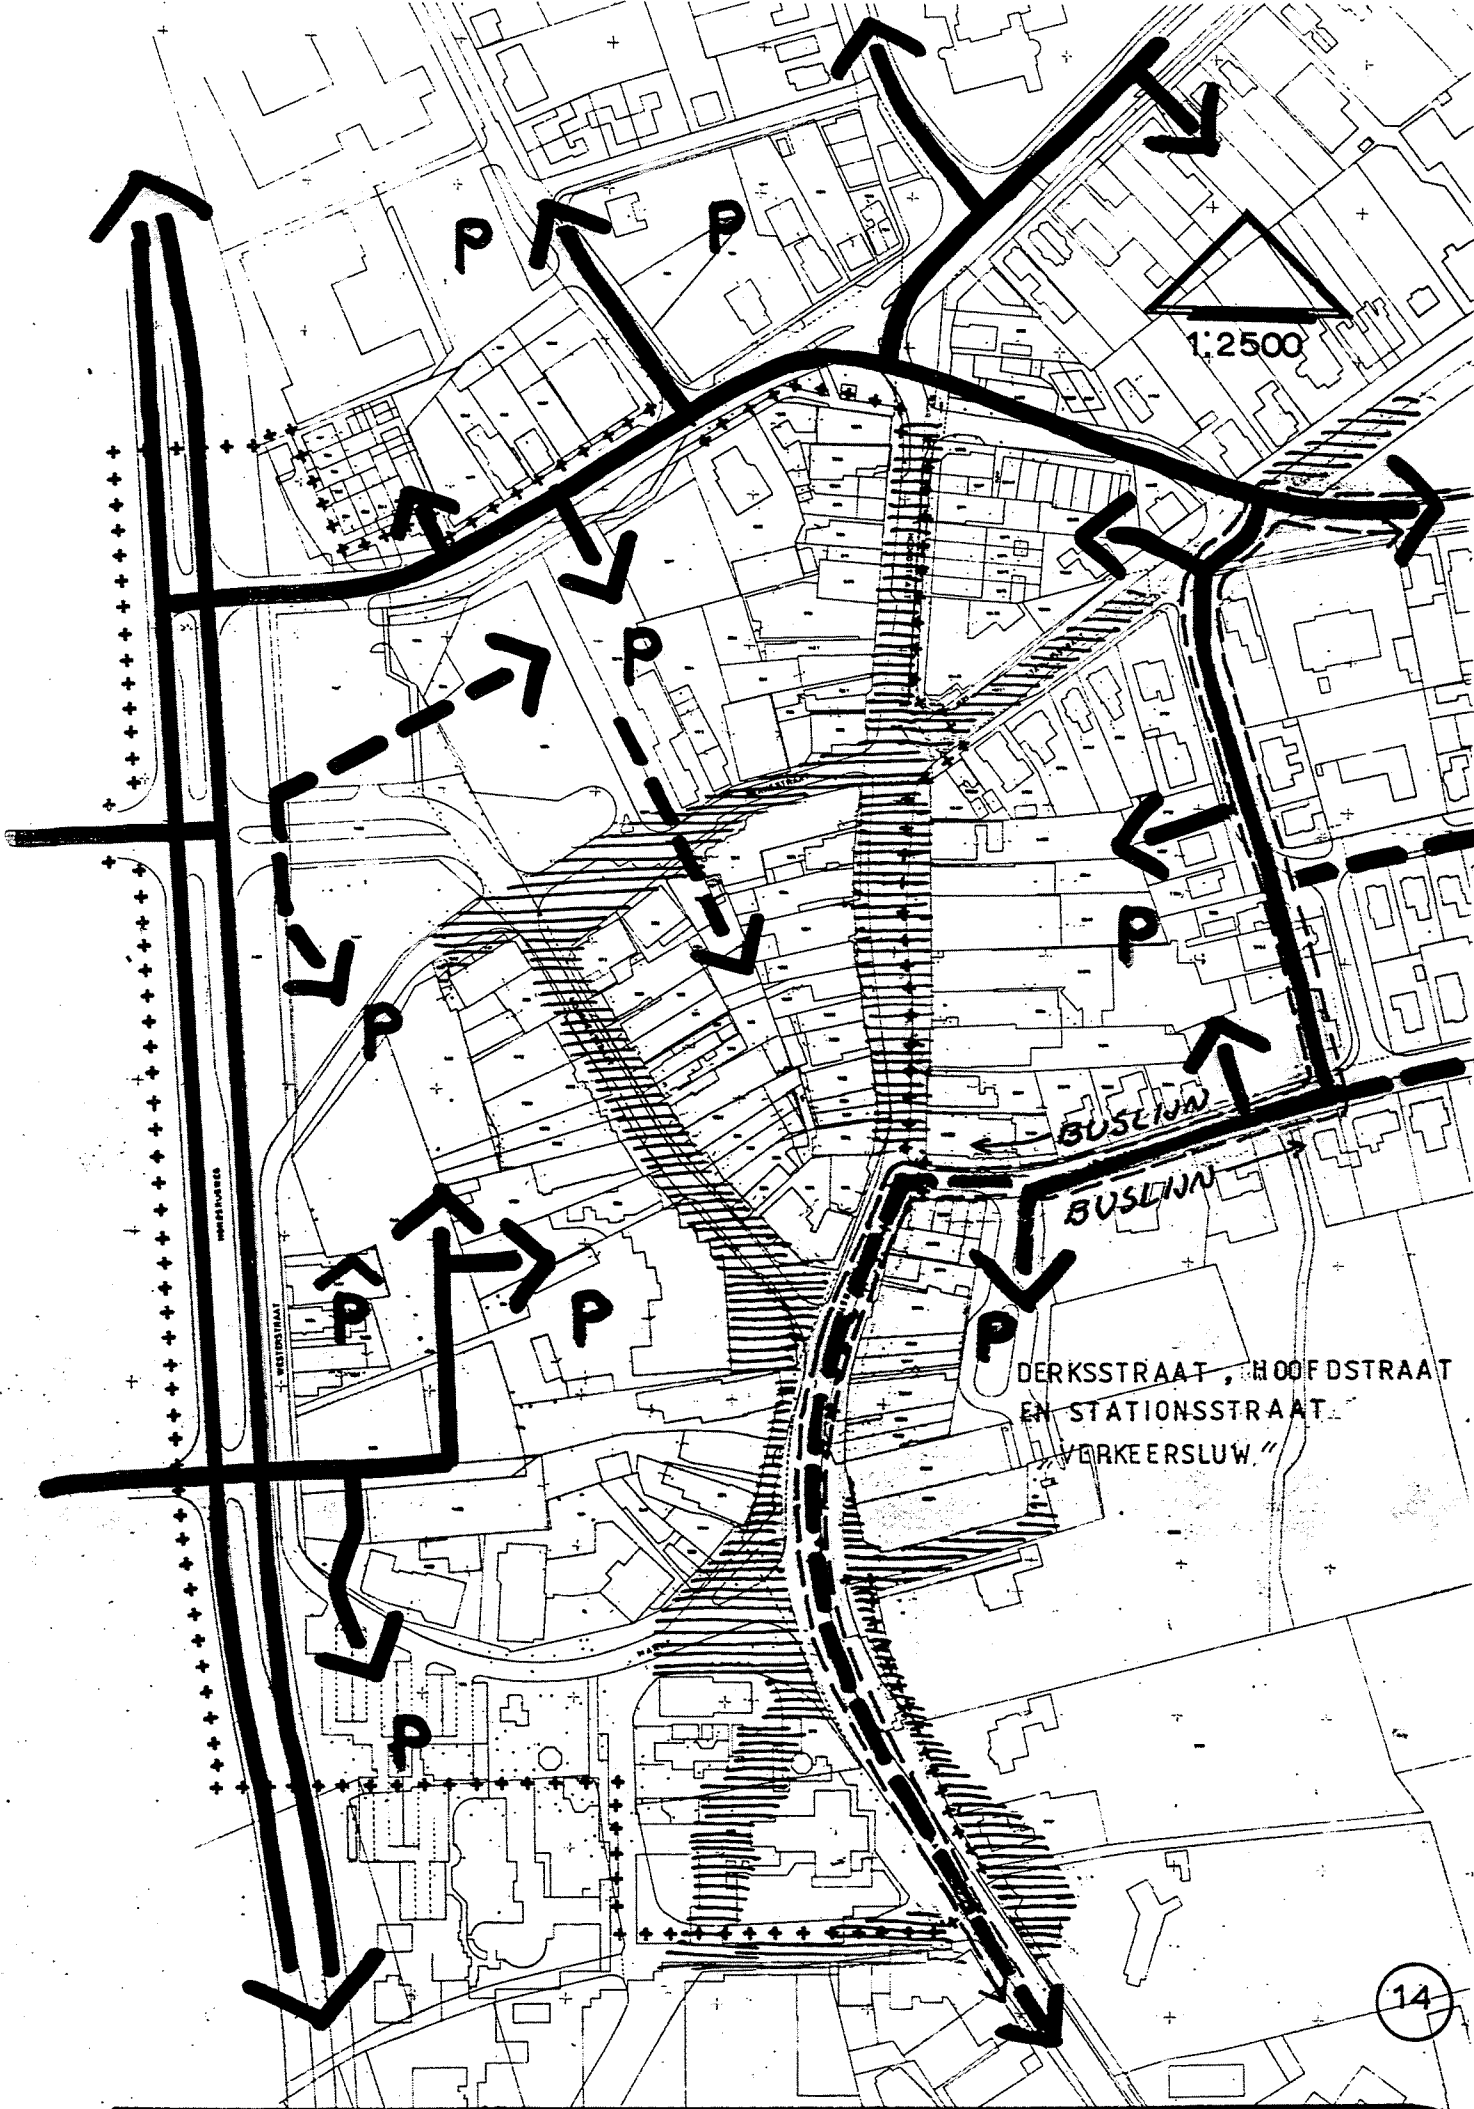 P
P
1:2500
P
P
P
BUSLIJN
BUSLIJN
WESTERSTRAAT
P
P
P
DERKSSTRAAT, HOOFDSTRAAT
EN STATIONSSTRAAT
„VERKEERSLUW.”
P
14